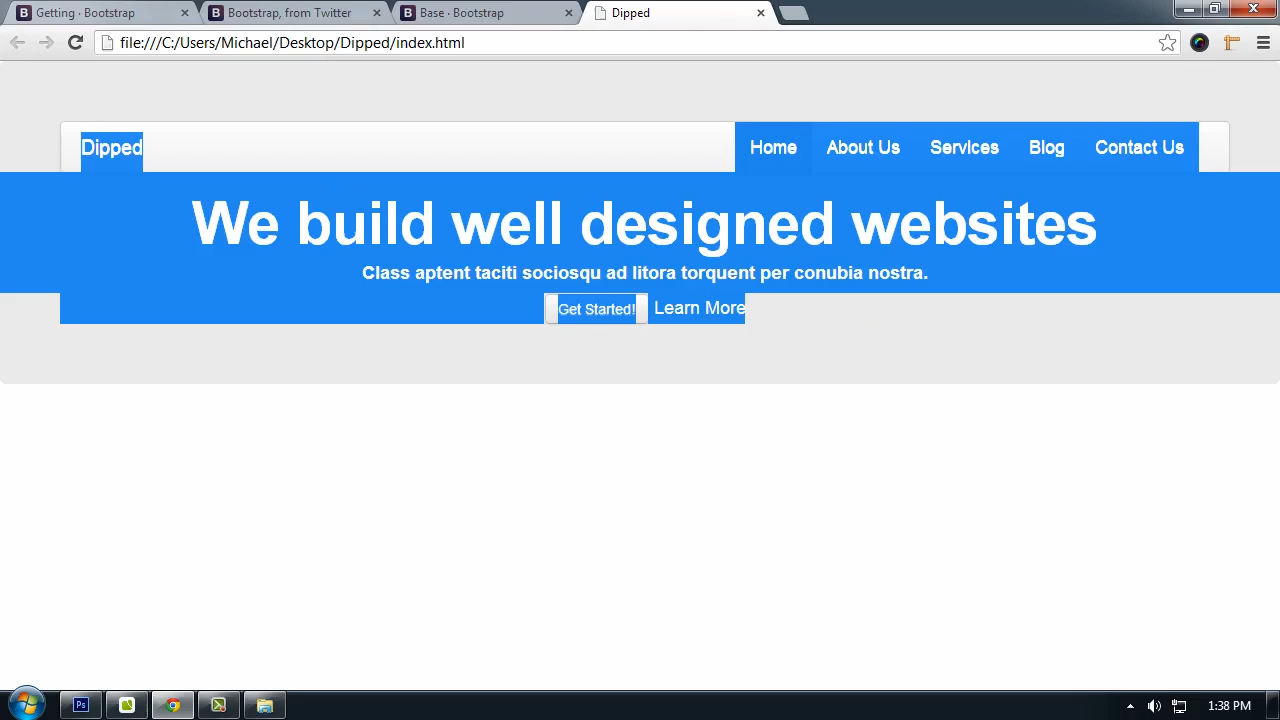 Getting · Bootstrap
Bootstrap, from Twitter
Base · Bootstrap
Dipped
file:///C:/Users/Michael/Desktop/Dipped/index.html
Dipped
Home About Us Services Blog Contact Us
We build well designed websites
Class aptent taciti sociosqu ad litora torquent per conubia nostra.
Get Started! Learn More
Ps
1:38 PM